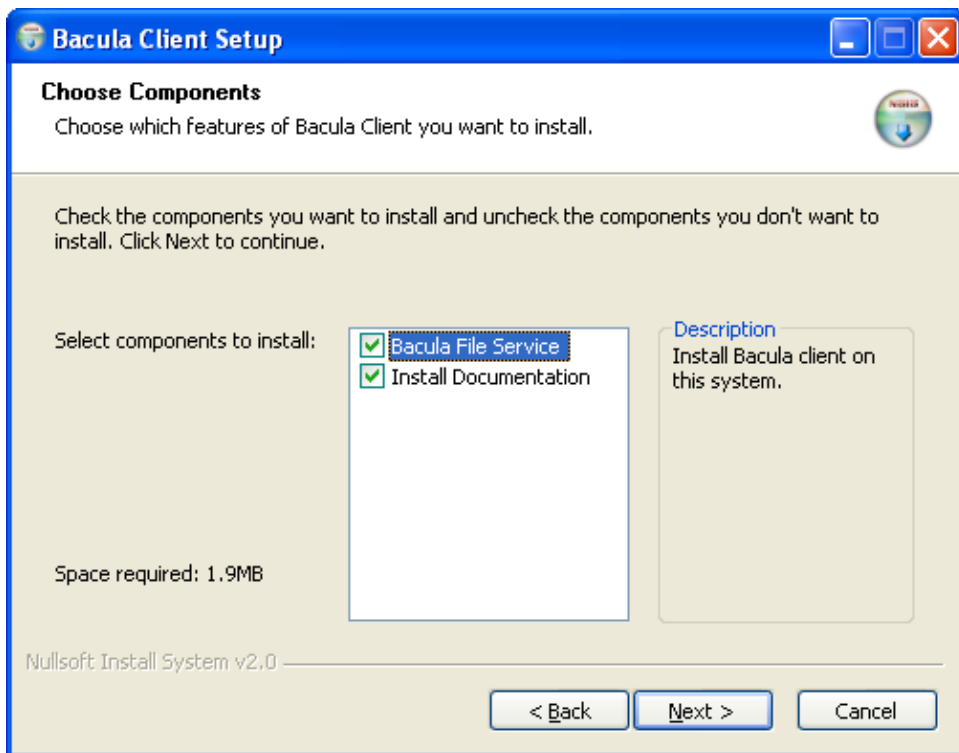 Bacula Client Setup
Choose Components
Choose which features of Bacula Client you want to install.
Check the components you want to install and uncheck the components you don't want to
install. Click Next to continue.
Select components to install:
Bacula File Service
Install Documentation
Description
Install Bacula client on
this system.
Space required: 1.9MB
Nullsoft Install System v2.0
< Back
Next >
Cancel